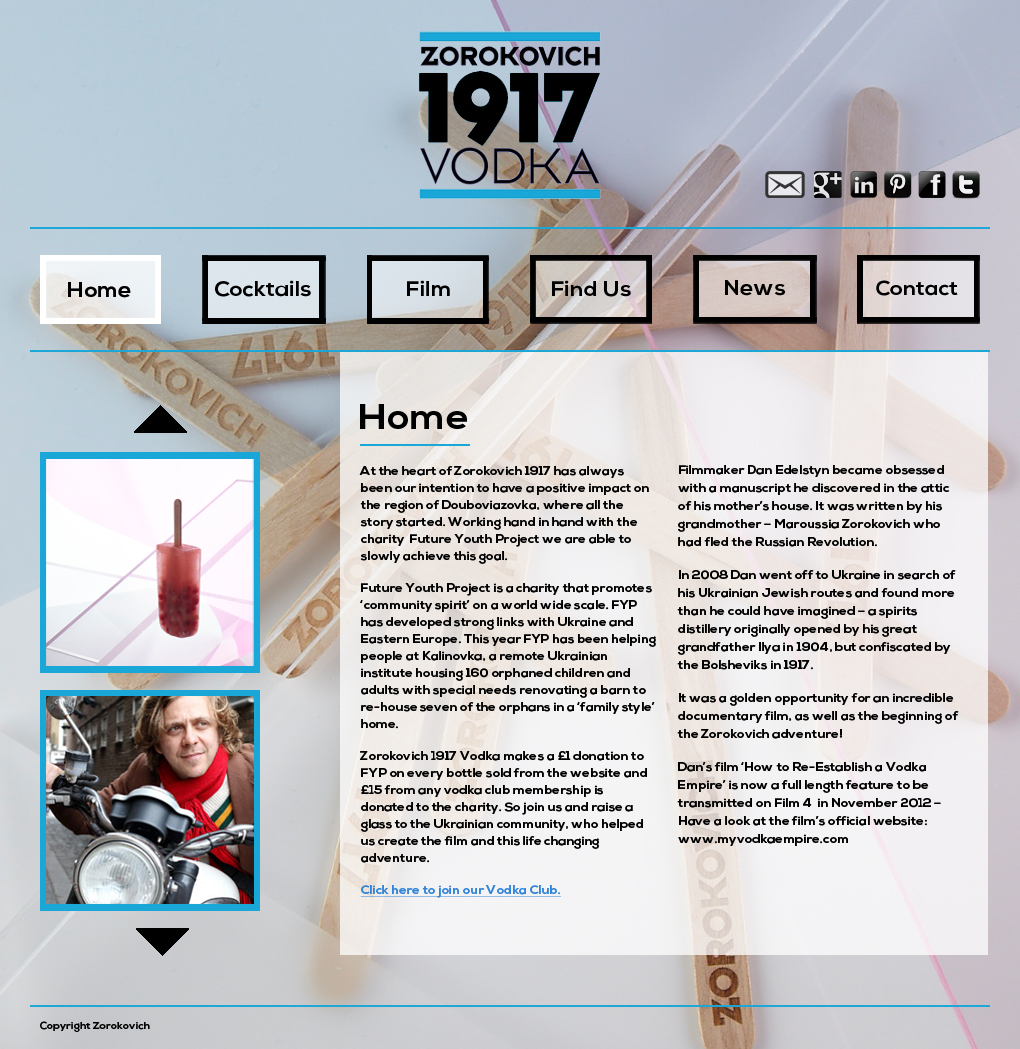 ZOROKOVICH
1917
VODKA
g+ in p f t
Home Cocktails Film Find Us News Contact
ZOROKOVICH
1917
1917
ZOROKOVICH
Home
At the heart of Zorokovich 1917 has always
been our intention to have a positive impact on
the region of Douboviazovka, where all the
story started. Working hand in hand with the
charity Future Youth Project we are able to
slowly achieve this goal.
Future Youth Project is a charity that promotes
‘community spirit’ on a world wide scale. FYP
has developed strong links with Ukraine and
Eastern Europe. This year FYP has been helping
people at Kalinovka, a remote Ukrainian
institute housing 160 orphaned children and
adults with special needs renovating a barn to
re-house seven of the orphans in a ‘family style’
home.
Zorokovich 1917 Vodka makes a £1 donation to
FYP on every bottle sold from the website and
£15 from any vodka club membership is
donated to the charity. So join us and raise a
glass to the Ukrainian community, who helped
us create the film and this life changing
adventure.
Click here to join our Vodka Club.
Filmmaker Dan Edelstyn became obsessed
with a manuscript he discovered in the attic
of his mother’s house. It was written by his
grandmother – Maroussia Zorokovich who
had fled the Russian Revolution.
In 2008 Dan went off to Ukraine in search of
his Ukrainian Jewish routes and found more
than he could have imagined – a spirits
distillery originally opened by his great
grandfather Ilya in 1904, but confiscated by
the Bolsheviks in 1917.
It was a golden opportunity for an incredible
documentary film, as well as the beginning of
the Zorokovich adventure!
Dan’s film ‘How to Re-Establish a Vodka
Empire’ is now a full length feature to be
transmitted on Film 4 in November 2012 –
Have a look at the film’s official website:
www.myvodkaempire.com
ZOROKOVICH
Copyright Zorokovich